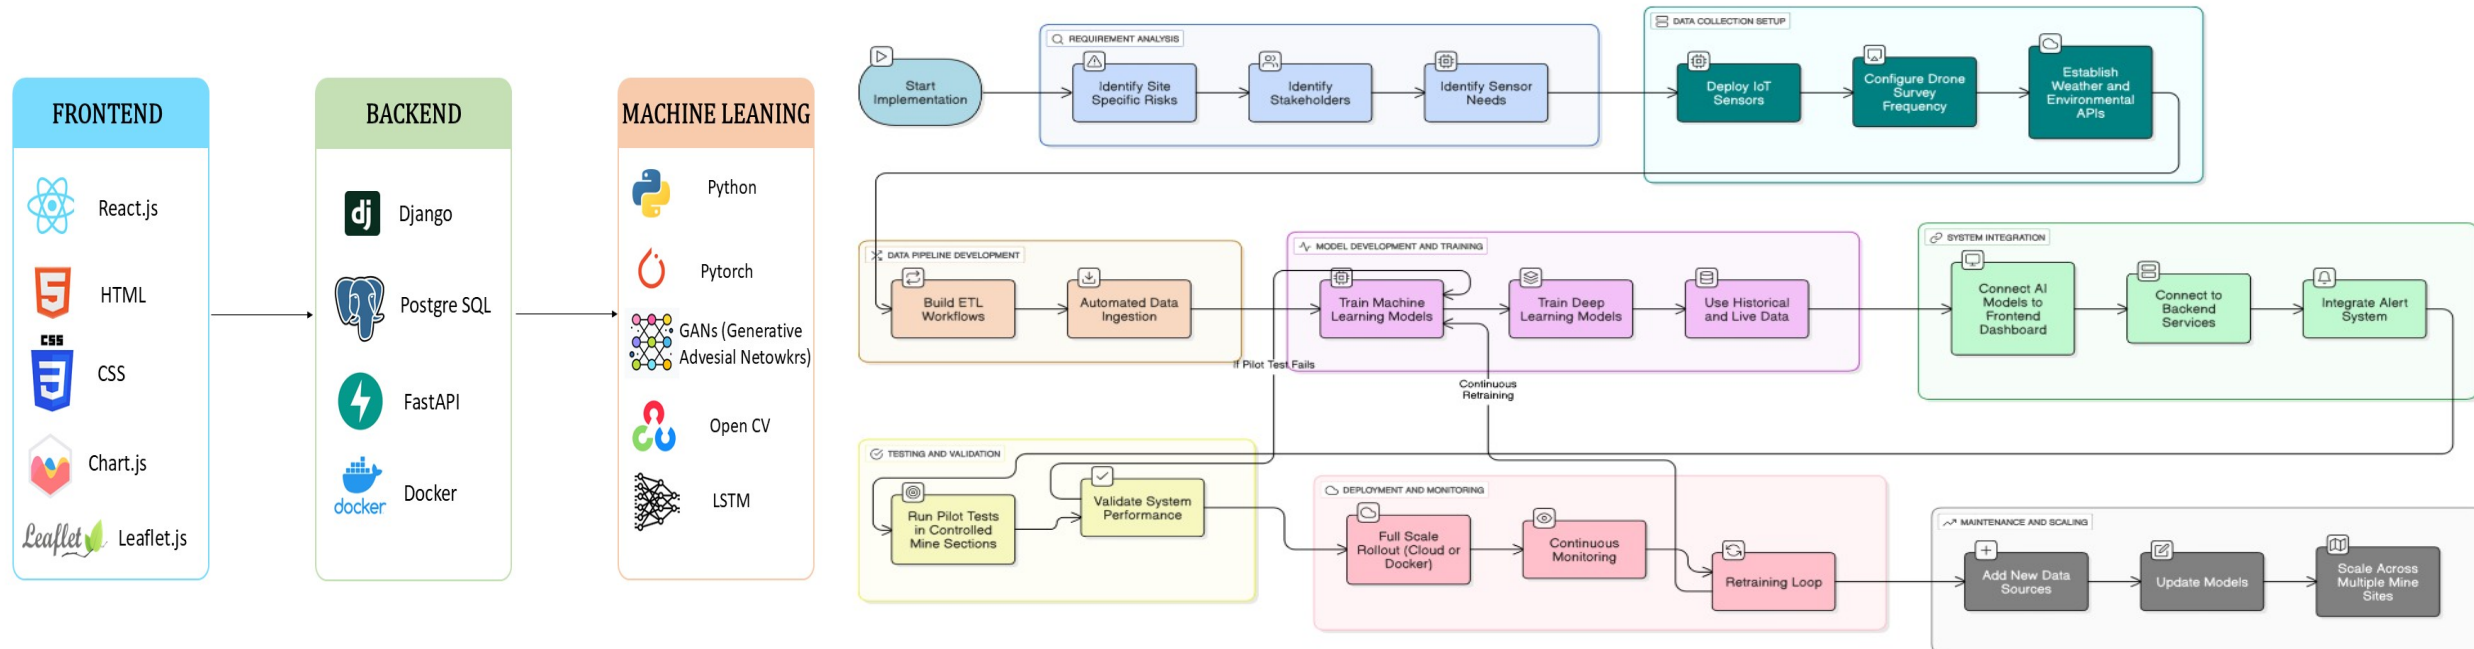 FRONTEND
React.js
HTML
CSS
CSS
Chart.js
Leaflet
Leaflet.js
BACKEND
dj
Django
Postgre SQL
FastAPI
docker
Docker
MACHINE LEANING
Python
Pytorch
GANs (Generative
Advesial Netowkrs)
Open CV
LSTM
Start
Implementation
REQUIREMENT ANALYSIS
Identify Site
Specific Risks
Identify
Stakeholders
Identify Sensor
Needs
DATA COLLECTION SETUP
Deploy IoT
Sensors
Configure Drone
Survey
Frequency
Establish
Weather and
Environmental
APIs
DATA PIPELINE DEVELOPMENT
Build ETL
Workflows
Automated Data
Ingestion
MODEL DEVELOPMENT AND TRAINING
Train Machine
Learning Models
Train Deep
Learning Models
Use Historical
and Live Data
If Pilot Test Fails
Continuous
Retraining
SYSTEM INTEGRATION
Connect AI
Models to
Frontend
Dashboard
Connect to
Backend
Services
Integrate Alert
System
TESTING AND VALIDATION
Run Pilot Tests
in Controlled
Mine Sections
Validate System
Performance
DEPLOYMENT AND MONITORING
Full Scale
Rollout (Cloud or
Docker)
Continuous
Monitoring
Retraining Loop
MAINTENANCE AND SCALING
Add New Data
Sources
Update Models
Scale Across
Multiple Mine
Sites